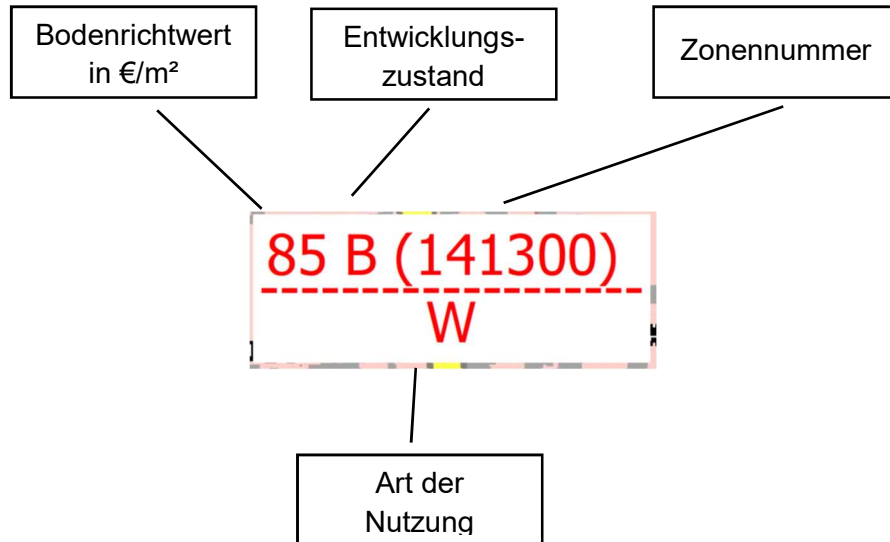 Bodenrichtwert
in €/m²
Entwicklungs-
zustand
Zonennummer
85 B (141300)
W
Art der
Nutzung